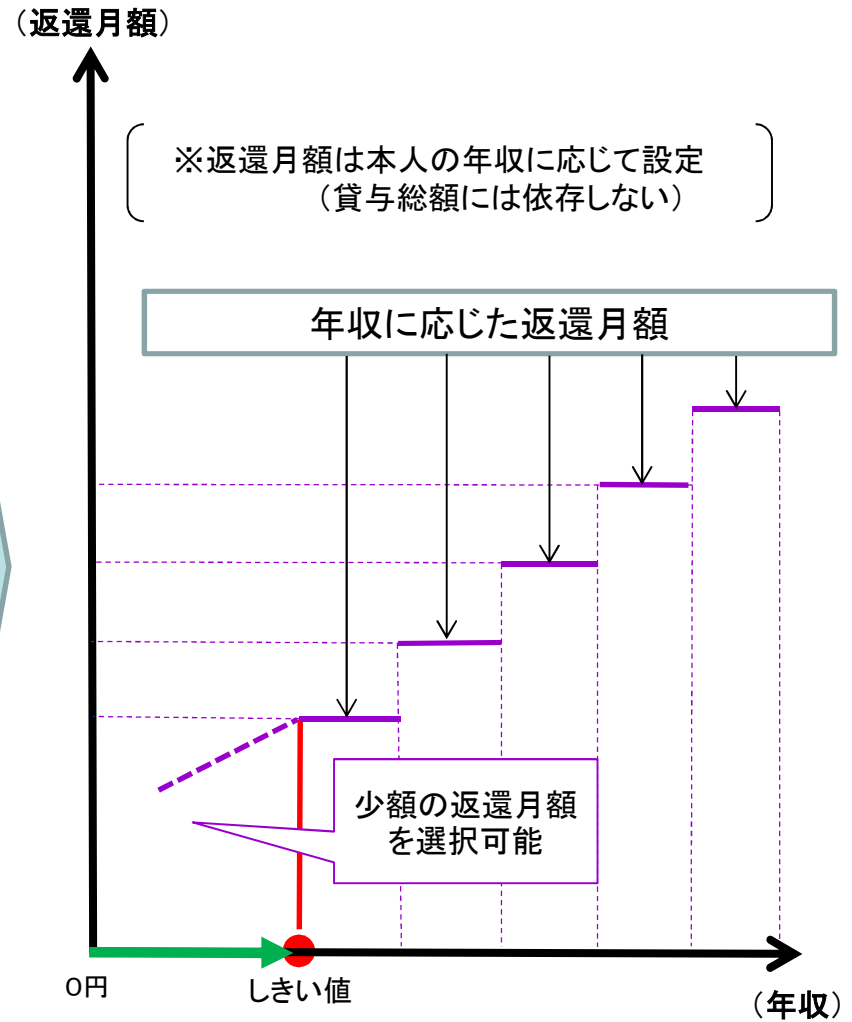 （返還月額）
※返還月額は本人の年収に応じて設定
（貸与総額には依存しない）
年収に応じた返還月額
少額の返還月額
を選択可能
0円
しきい値
（年収）